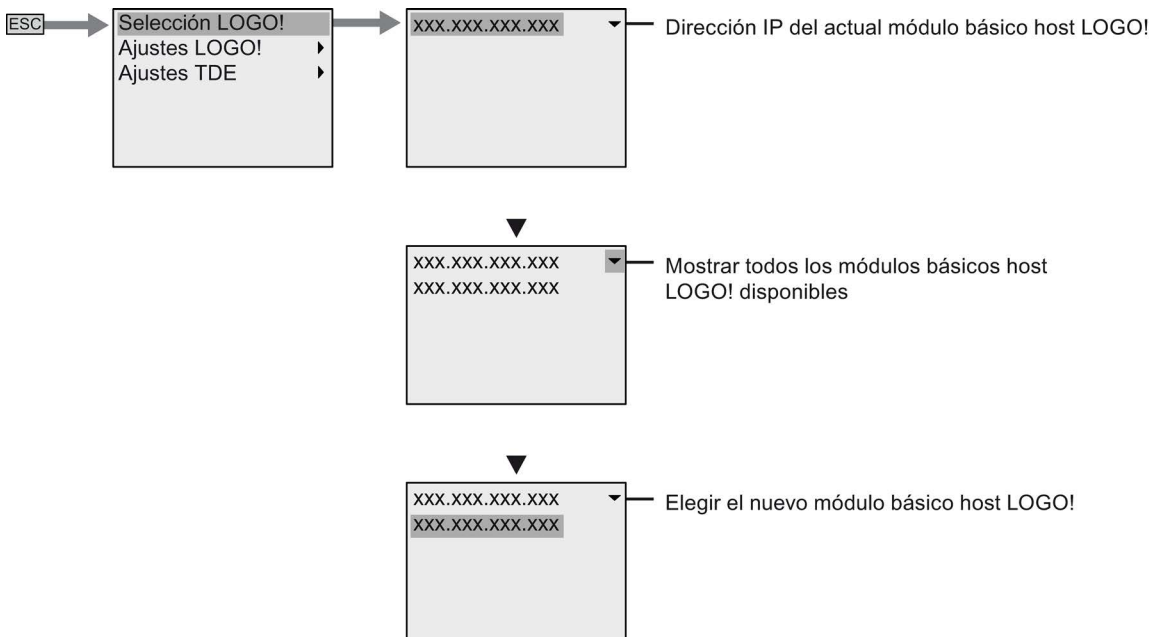 ESC
Selección LOGO!
Ajustes LOGO!
Ajustes TDE
xxx.xxx.xxx.xxx
Dirección IP del actual módulo básico host LOGO!
xxx.xxx.xxx.xxx
xxx.xxx.xxx.xxx
Mostrar todos los módulos básicos host
LOGO! disponibles
xxx.xxx.xxx.xxx
xxx.xxx.xxx.xxx
Elegir el nuevo módulo básico host LOGO!